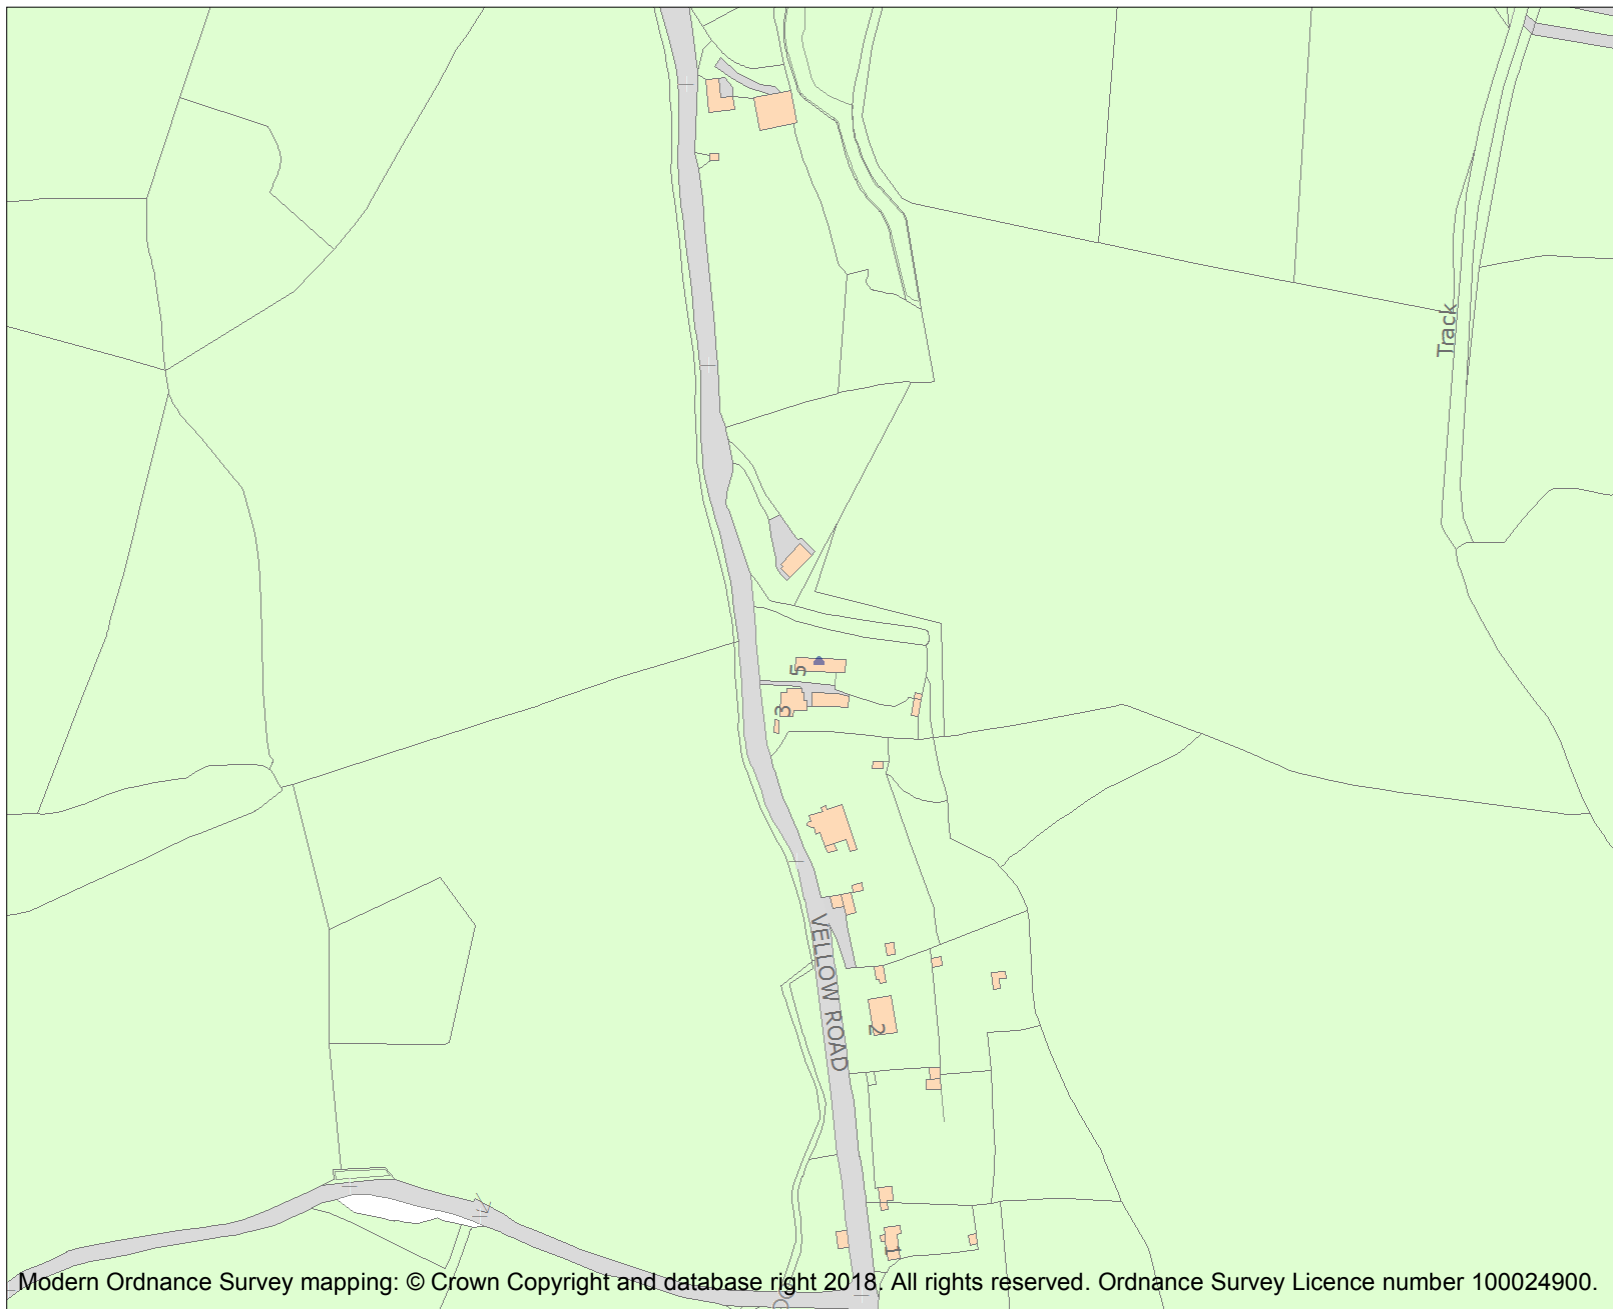 Track
5
3
VELLOW ROAD
2
1
Modern Ordnance Survey mapping: © Crown Copyright and database right 2018. All rights reserved. Ordnance Survey Licence number 100024900.